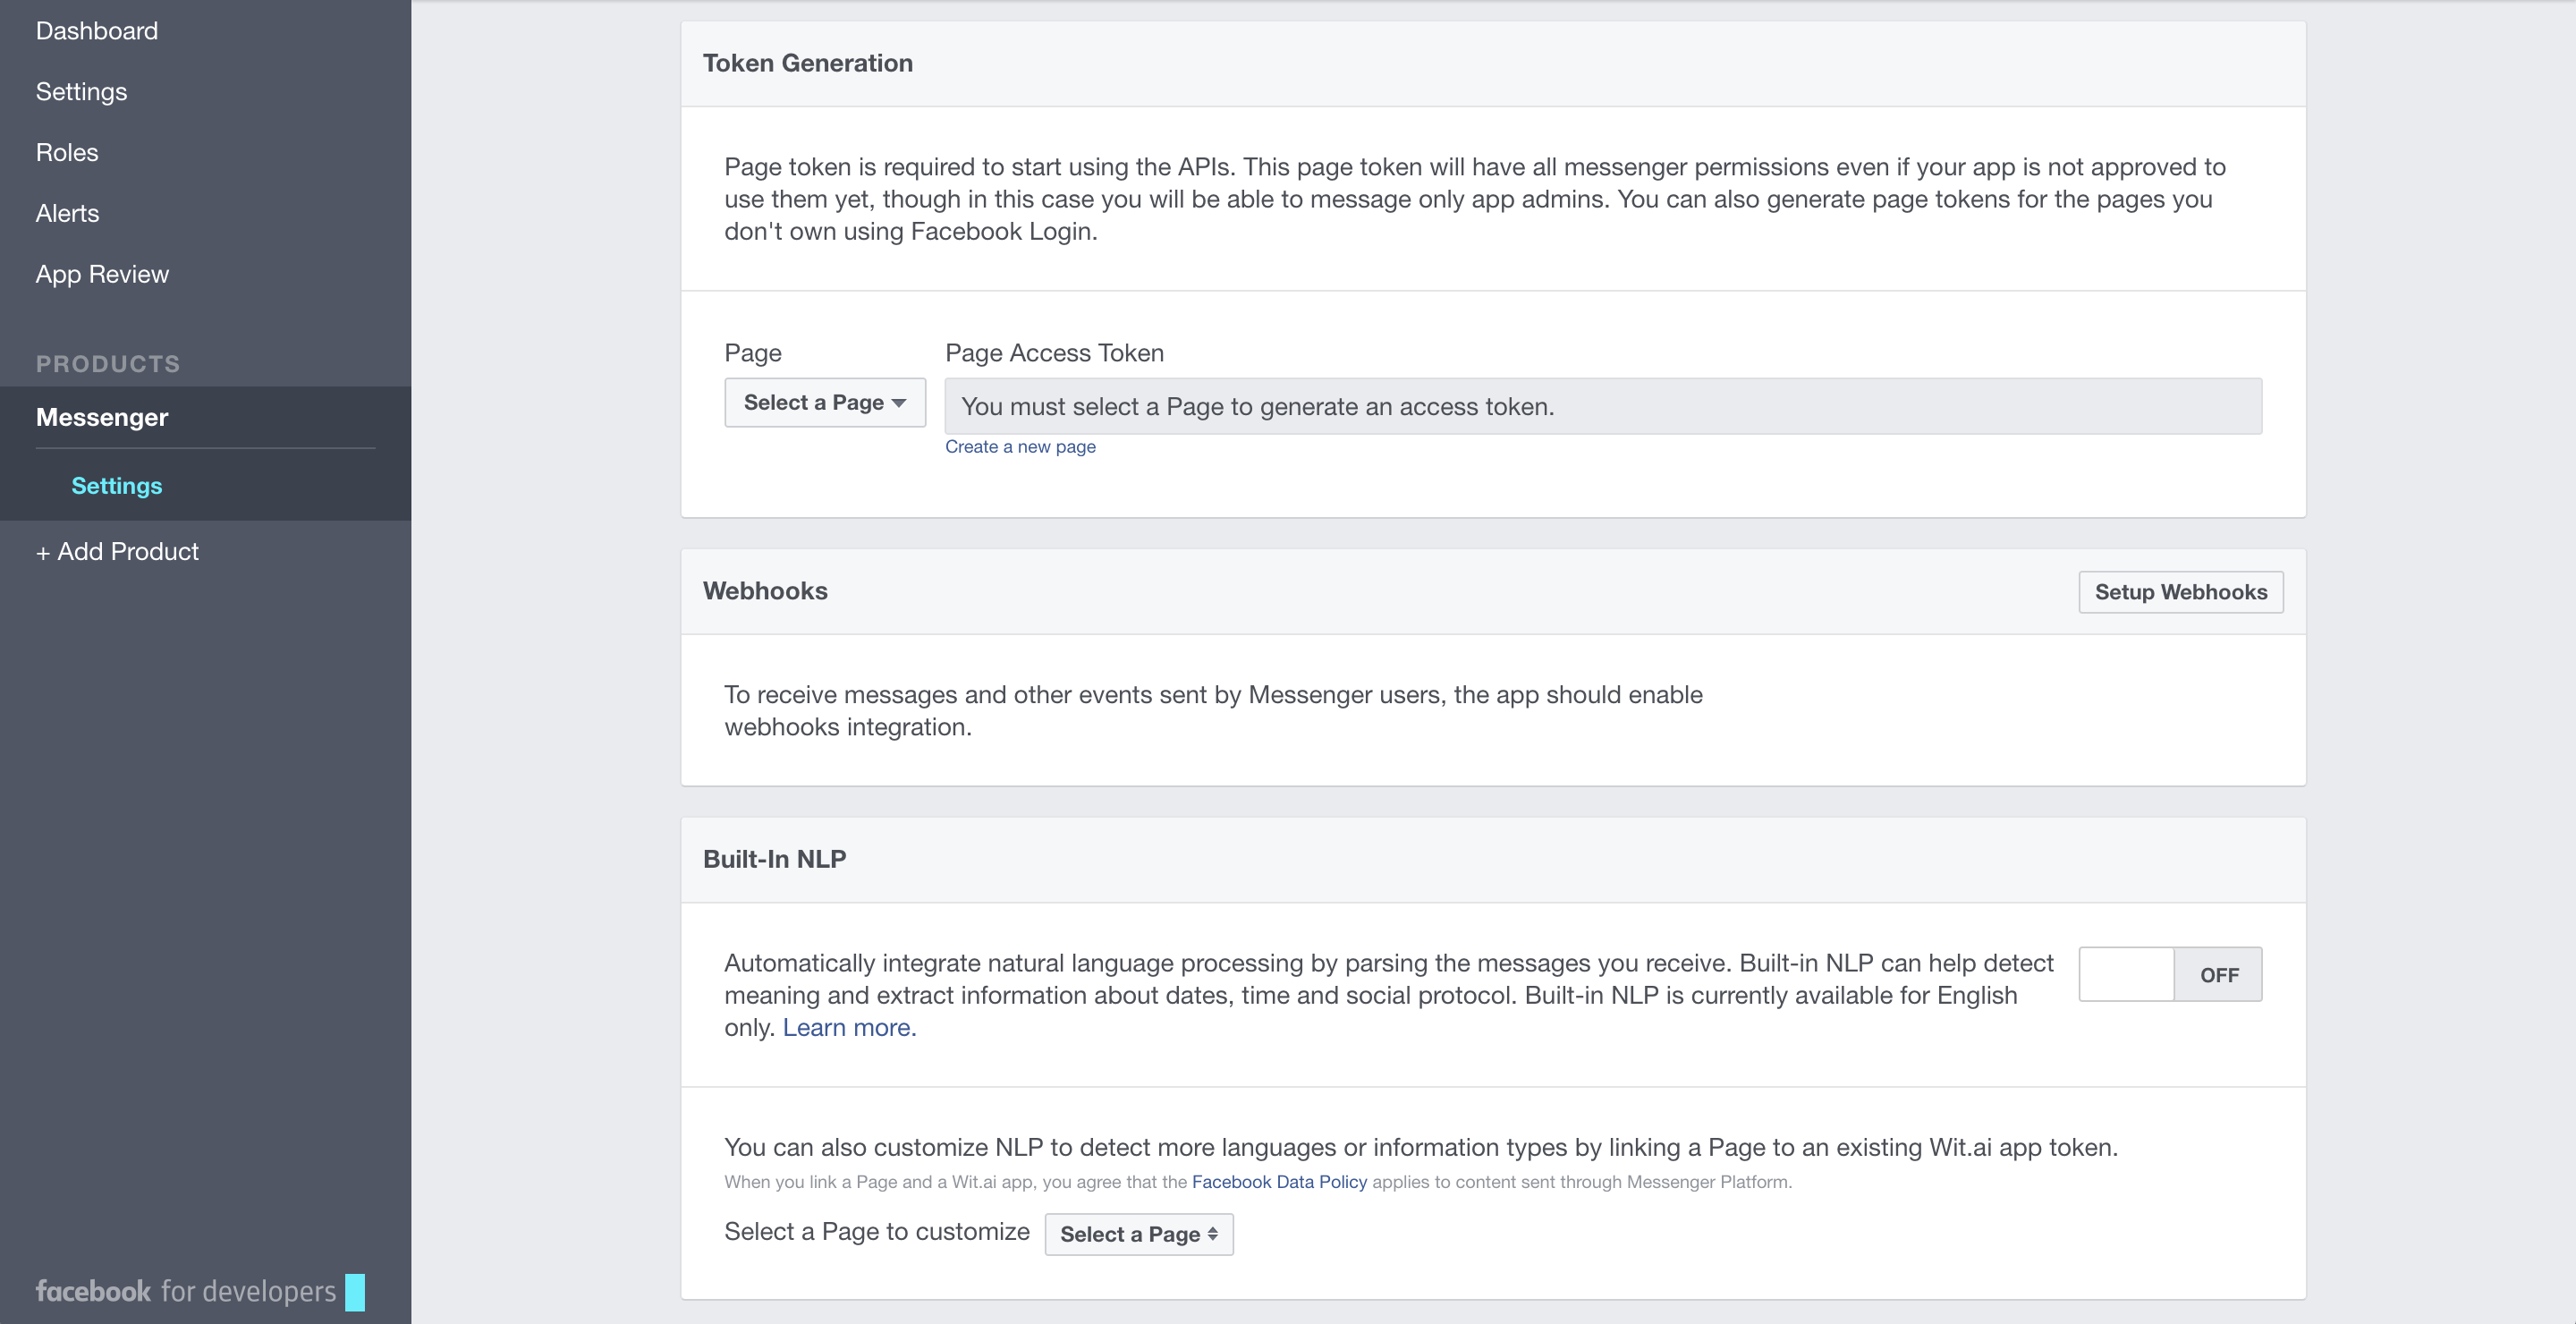 Dashboard
Settings
Roles
Alerts
App Review
PRODUCTS
Messenger
Settings
+ Add Product
facebook for developers
Token Generation
Page token is required to start using the APIs. This page token will have all messenger permissions even if your app is not approved to
use them yet, though in this case you will be able to message only app admins. You can also generate page tokens for the pages you
don't own using Facebook Login.
Page
Page Access Token
Select a Page
You must select a Page to generate an access token.
Create a new page
Webhooks
Setup Webhooks
To receive messages and other events sent by Messenger users, the app should enable
webhooks integration.
Built-In NLP
Automatically integrate natural language processing by parsing the messages you receive. Built-in NLP can help detect
meaning and extract information about dates, time and social protocol. Built-in NLP is currently available for English
only. Learn more.
OFF
You can also customize NLP to detect more languages or information types by linking a Page to an existing Wit.ai app token.
When you link a Page and a Wit.ai app, you agree that the Facebook Data Policy applies to content sent through Messenger Platform.
Select a Page to customize
Select a Page